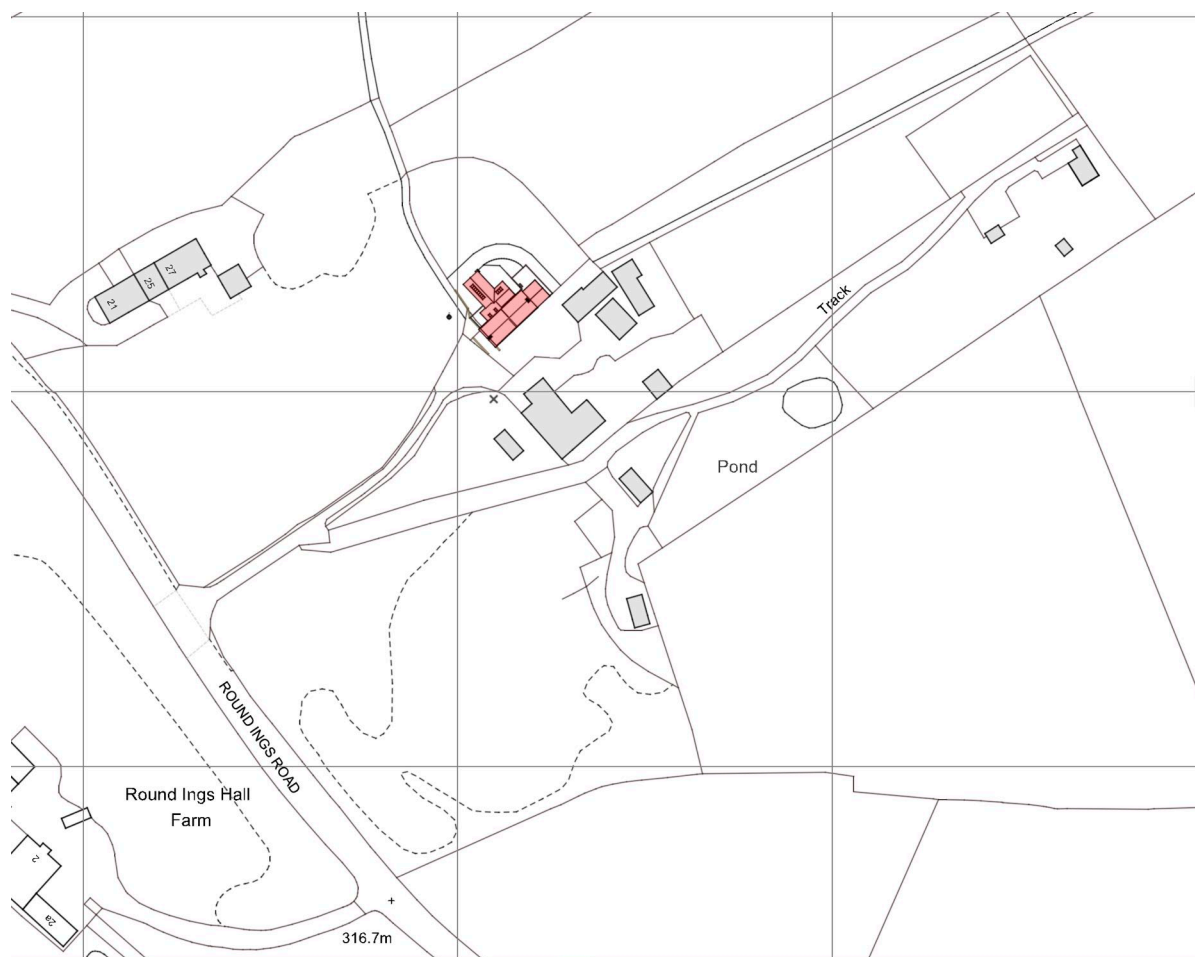 27
25
21
Track
Pond
ROUND INGS ROAD
Round Ings Hall
Farm
2
2a
316.7m